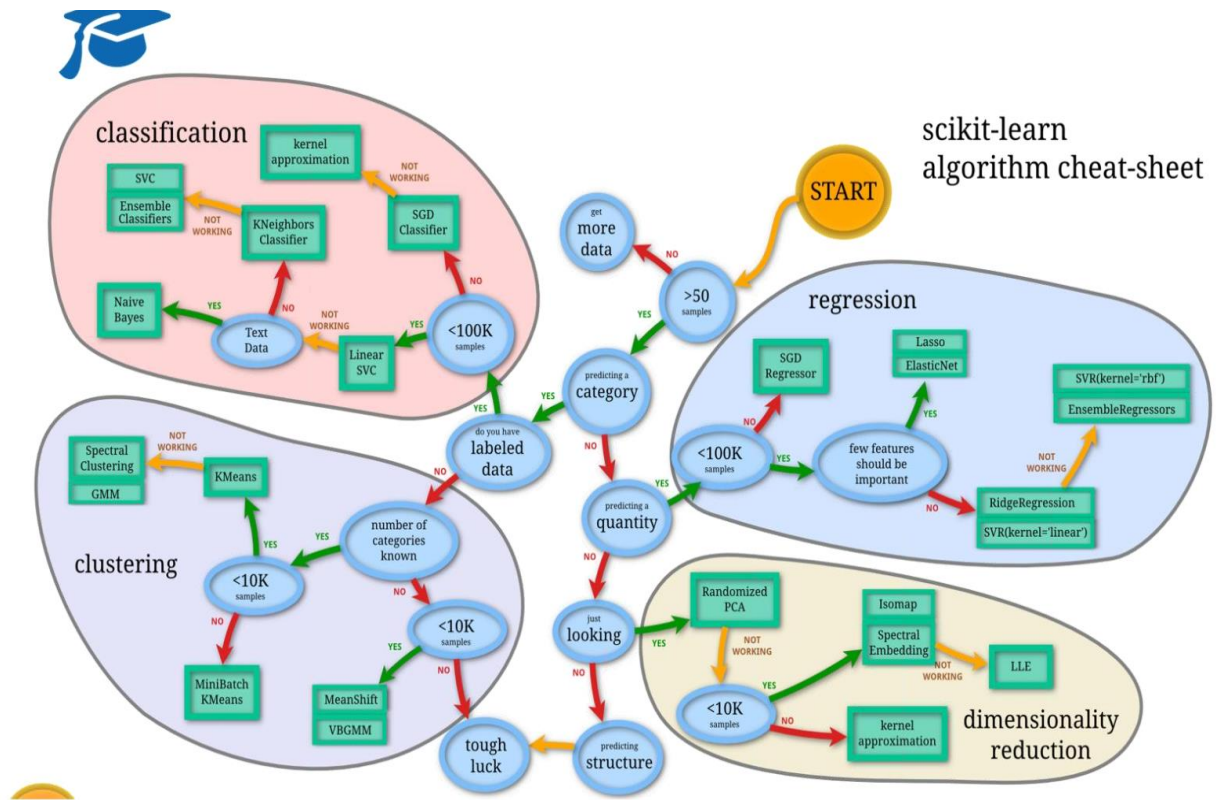 scikit-learn
algorithm cheat-sheet
START
get
more
data
NO
>50
samples
YES
predicting a
category
YES
NO
do you have
labeled
data
YES
NO
predicting a
quantity
YES
NO
just
looking
YES
NO
predicting
structure
tough
luck
classification
kernel
approximation
NOT
WORKING
SVC
Ensemble
Classifiers
NOT
WORKING
KNeighbors
Classifier
SGD
Classifier
NO
Naive
Bayes
YES
NO
Text
Data
NOT
WORKING
Linear
SVC
YES
<100K
samples
regression
SGD
Regressor
Lasso
ElasticNet
SVR(kernel='rbf')
EnsembleRegressors
<100K
samples
NO
YES
few features
should be
important
YES
NO
NOT
WORKING
RidgeRegression
SVR(kernel='linear')
clustering
Spectral
Clustering
GMM
NOT
WORKING
KMeans
YES
number of
categories
known
YES
NO
<10K
samples
NO
MiniBatch
KMeans
<10K
samples
YES
NO
MeanShift
VBGMM
dimensionality
reduction
Randomized
PCA
NOT
WORKING
<10K
samples
YES
NO
Isomap
Spectral
Embedding
NOT
WORKING
LLE
kernel
approximation